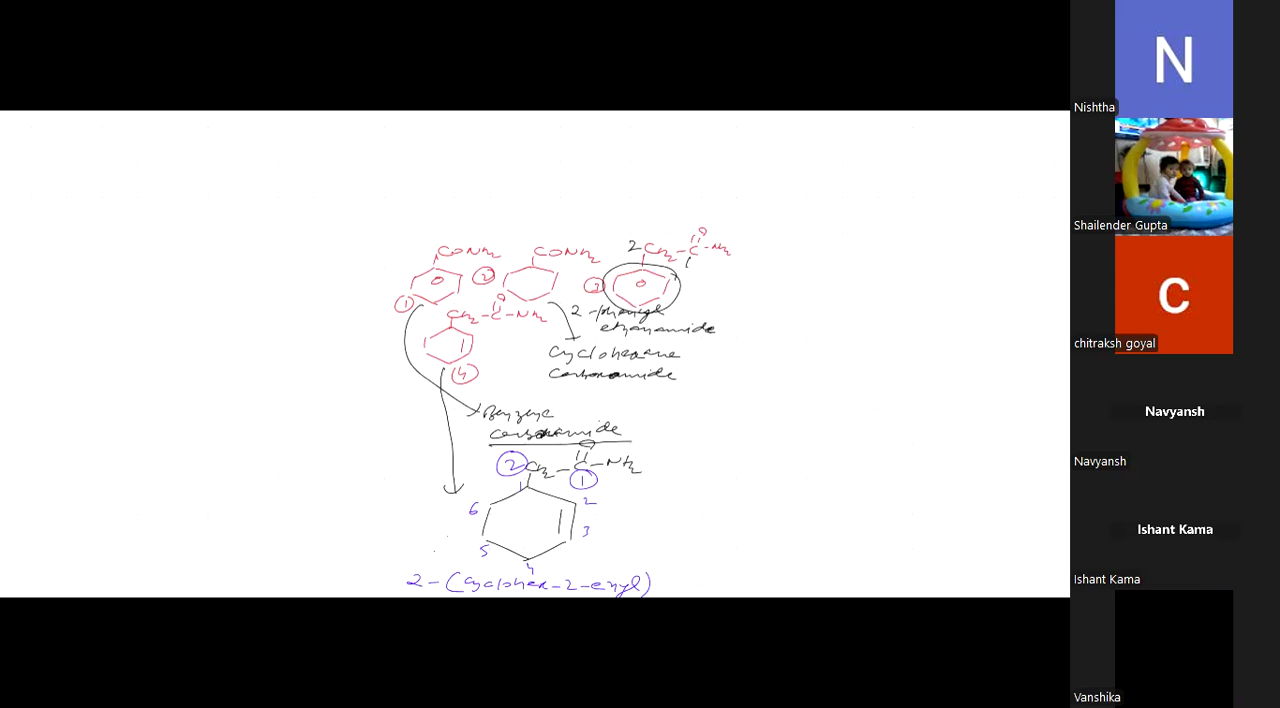 CONH2
CONH2
2 CH2-C-NH2
O
①
②
③
CH2-C-NH2
O
④
2-phenyl
ethanamide
Cyclohexane
Carboxamide
Benzene
carboxamide
② CH2-C-NH2
①
1
2
3
4
5
6
2-(Cyclohex-2-enyl)
N
Nishtha
Shailender Gupta
C
chitraksh goyal
Navyansh
Navyansh
Ishant Kama
Ishant Kama
Vanshika